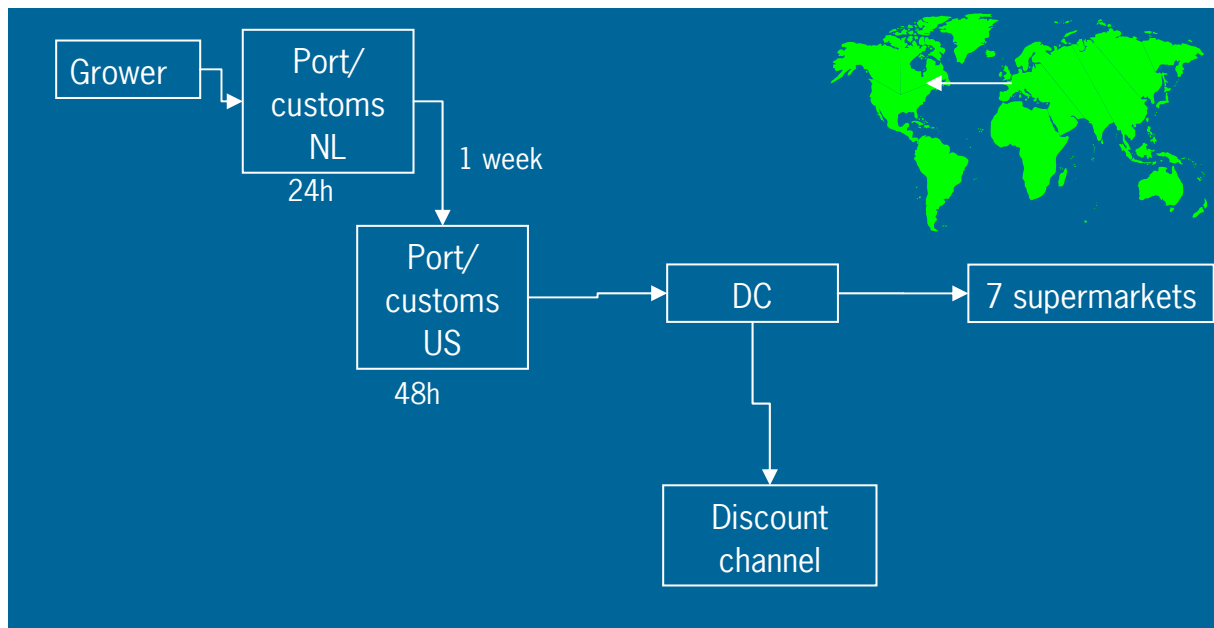 Grower
Port/
customs
NL
24h
1 week
Port/
customs
US
48h
DC
7 supermarkets
Discount
channel